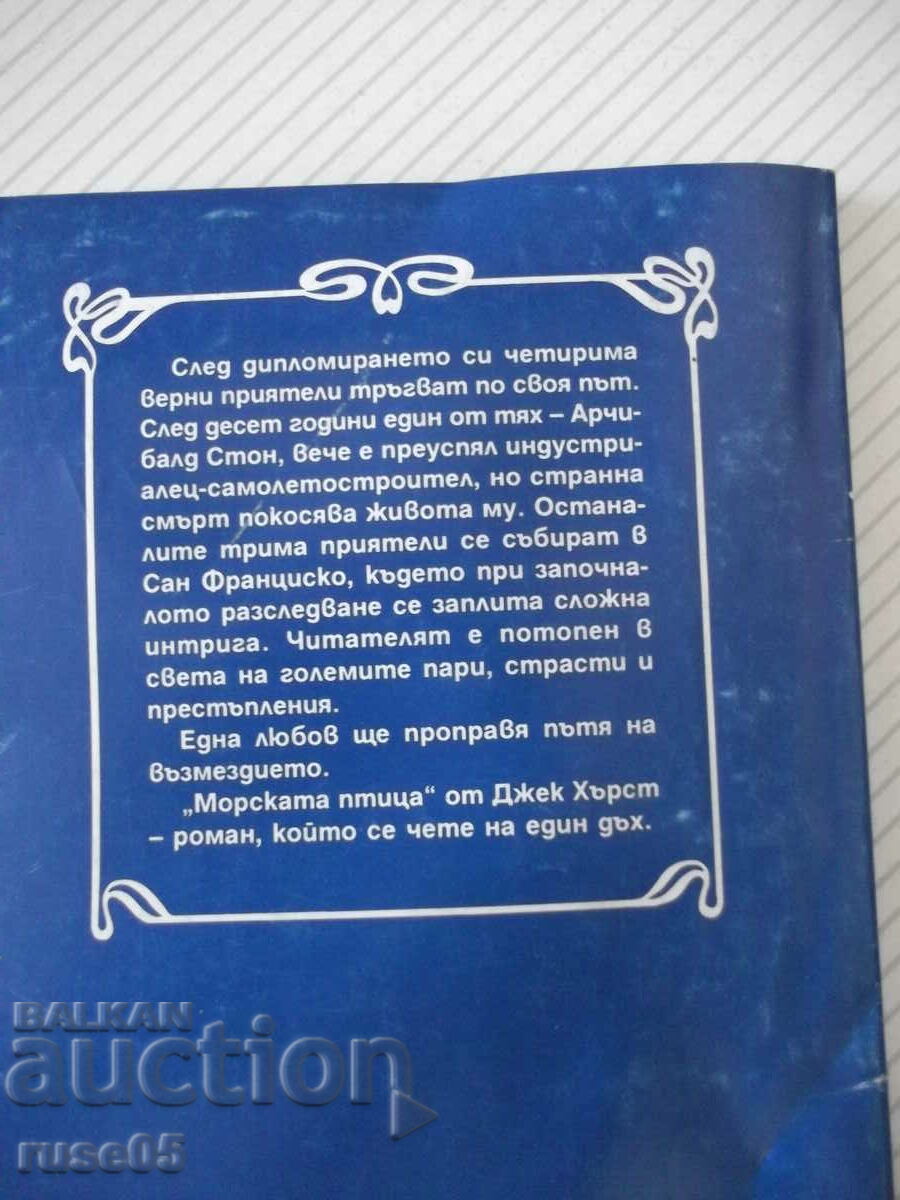 След дипломирането си четирима
верни приятели тръгват по своя път.
След десет години един от тях – Арчи-
балд Стон, вече е преуспял индустри-
алец-самолетостроител, но странна
смърт покосява живота му. Остана-
лите трима приятели се събират в
Сан Франциско, където при започна-
лото разследване се заплита сложна
интрига. Читателят е потопен в
света на големите пари, страсти и
престъпления.
Една любов ще проправя пътя на
възмездието.
„Морската птица“ от Джек Хърст
– роман, който се чете на един дъх.
BALKAN
auction
ruse05